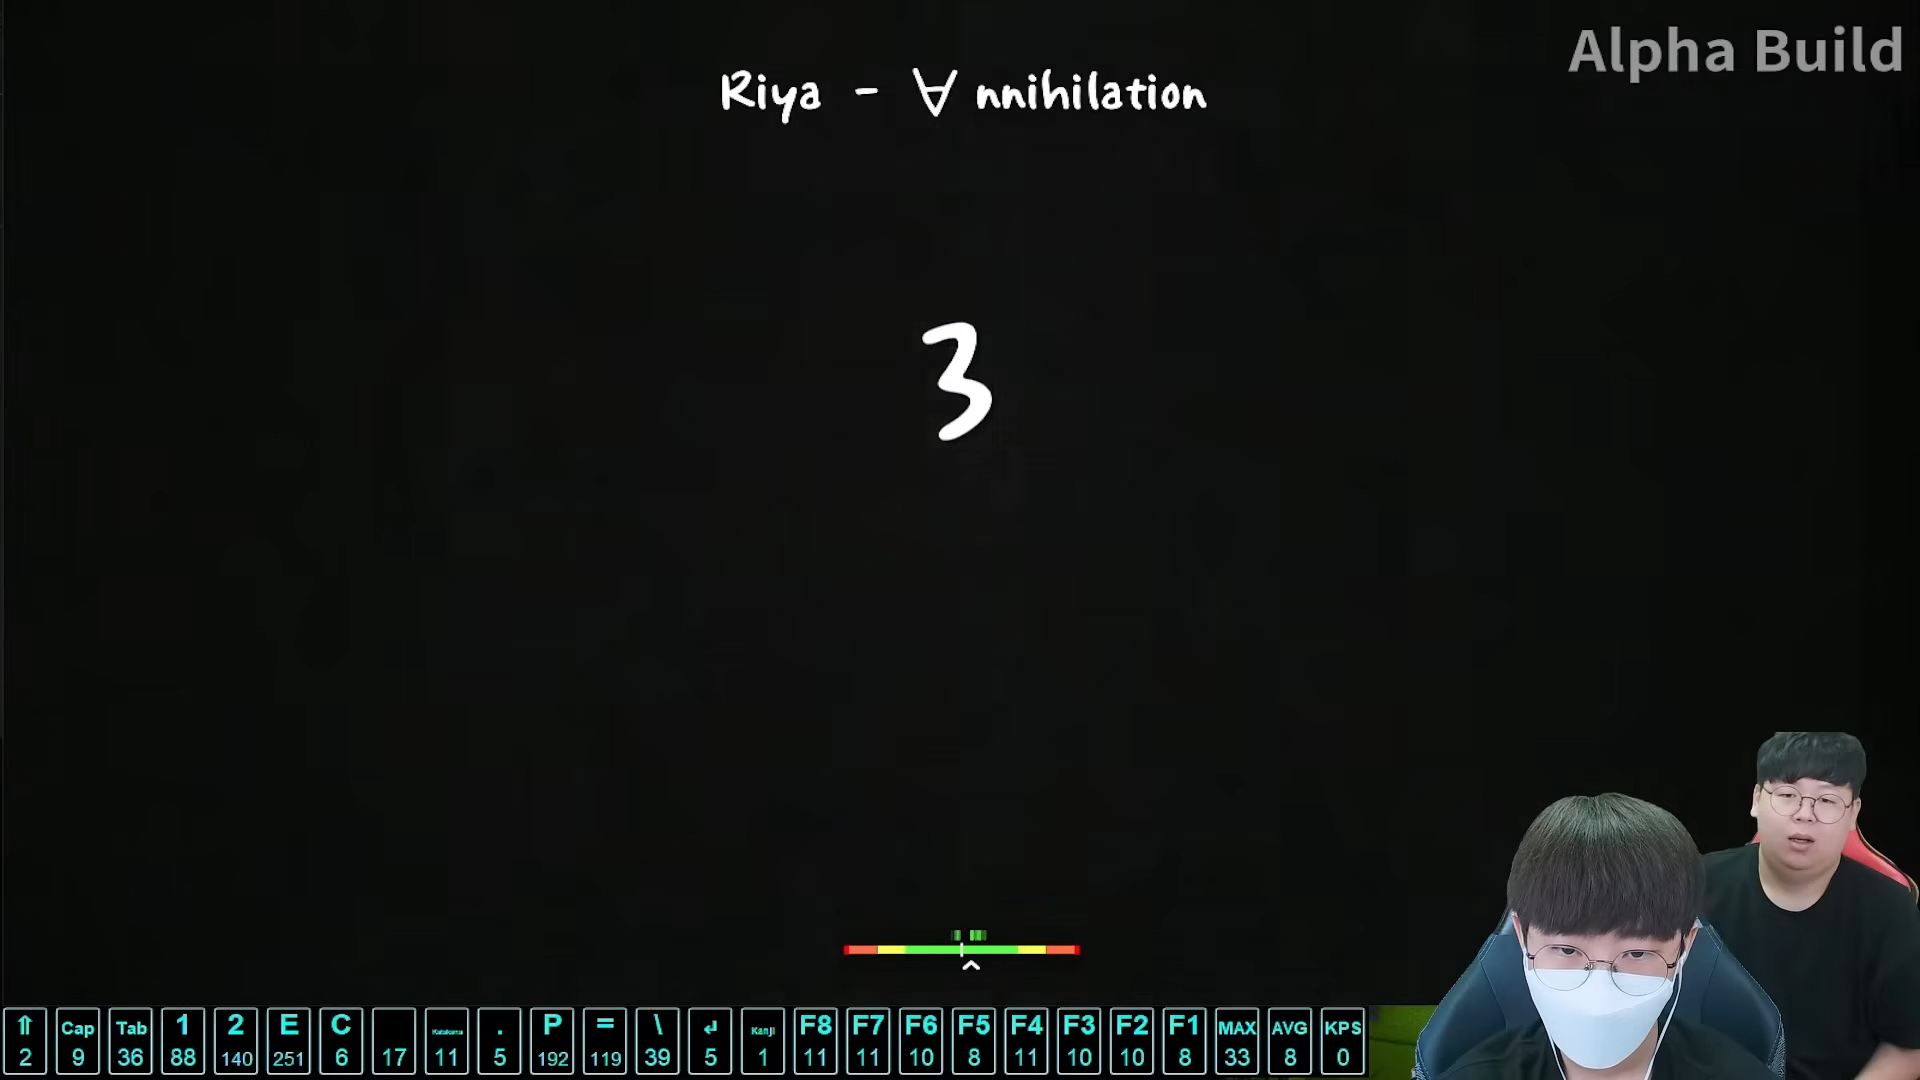 Alpha Build
Riya - ∀nnihilation
3
⇑ Cap Tab 1 2 E C Katakana . P = \ ↲ Kanji F8 F7 F6 F5 F4 F3 F2 F1 MAX AVG KPS
2 9 36 88 140 251 6 17 11 5 192 119 39 5 1 11 11 10 8 11 10 10 8 33 8 0